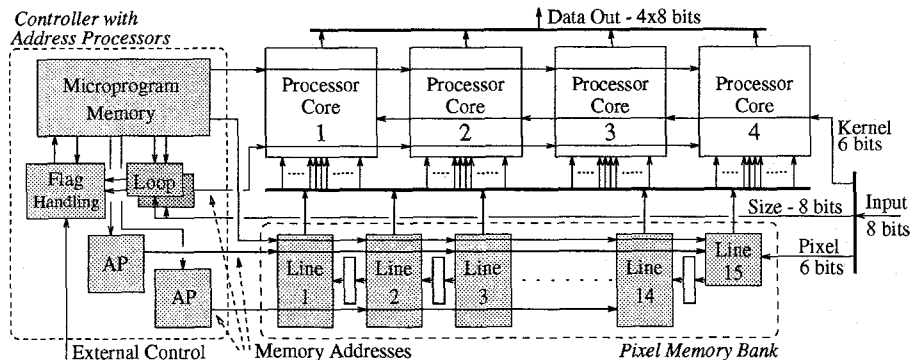 Controller with
Address Processors
Data Out - 4x8 bits
Microprogram
Memory
Processor
Core
1
Processor
Core
2
Processor
Core
3
Processor
Core
4
Kernel
6 bits
Flag
Handling
Loop
Size - 8 bits
Input
8 bits
AP
AP
Line
1
Line
2
Line
3
Line
14
Line
15
Pixel
6 bits
External Control
Memory Addresses
Pixel Memory Bank